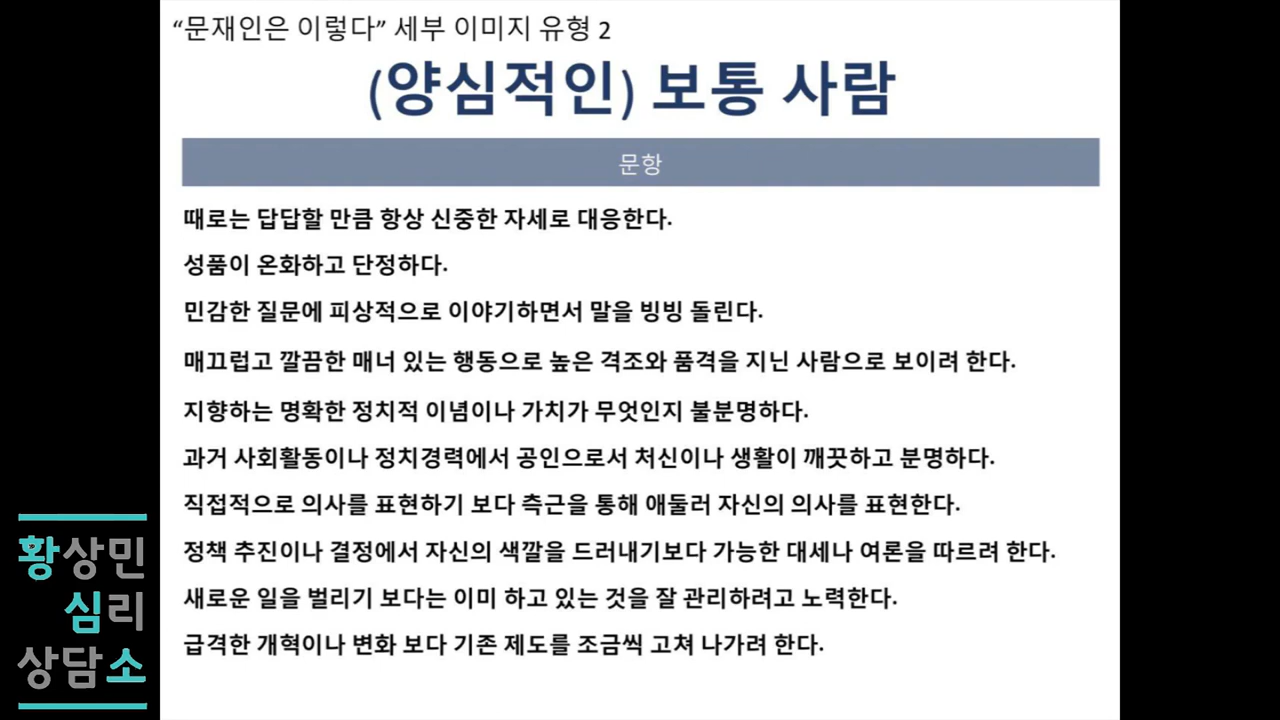 “문재인은 이렇다” 세부 이미지 유형 2
(양심적인) 보통 사람
문항
때로는 답답할 만큼 항상 신중한 자세로 대응한다.
성품이 온화하고 단정하다.
민감한 질문에 피상적으로 이야기하면서 말을 빙빙 돌린다.
매끄럽고 깔끔한 매너 있는 행동으로 높은 격조와 품격을 지닌 사람으로 보이려 한다.
지향하는 명확한 정치적 이념이나 가치가 무엇인지 불분명하다.
과거 사회활동이나 정치경력에서 공인으로서 처신이나 생활이 깨끗하고 분명하다.
직접적으로 의사를 표현하기 보다 측근을 통해 애둘러 자신의 의사를 표현한다.
정책 추진이나 결정에서 자신의 색깔을 드러내기보다 가능한 대세나 여론을 따르려 한다.
새로운 일을 벌리기 보다는 이미 하고 있는 것을 잘 관리하려고 노력한다.
급격한 개혁이나 변화 보다 기존 제도를 조금씩 고쳐 나가려 한다.
황상민
심리
상담소